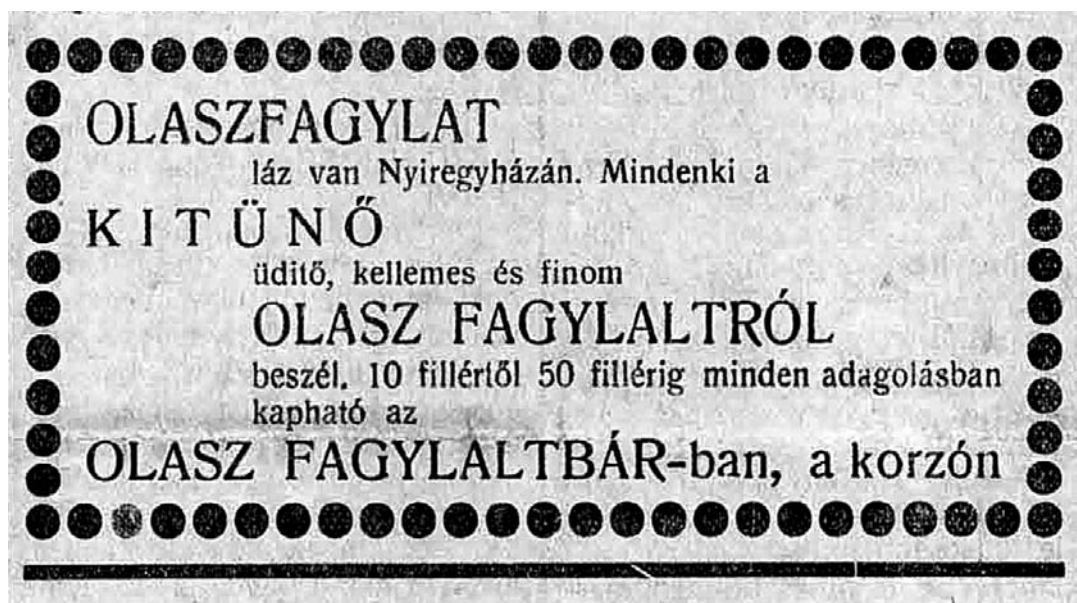 OLASZFAGYLAT
láz van Nyiregyházán. Mindenki a
KITÜNŐ
üdítő, kellemes és finom
OLASZ FAGYLALTRÓL
beszél. 10 fillértől 50 fillérig minden adagolásban
kapható az
OLASZ FAGYLALTBÁR-ban, a korzón